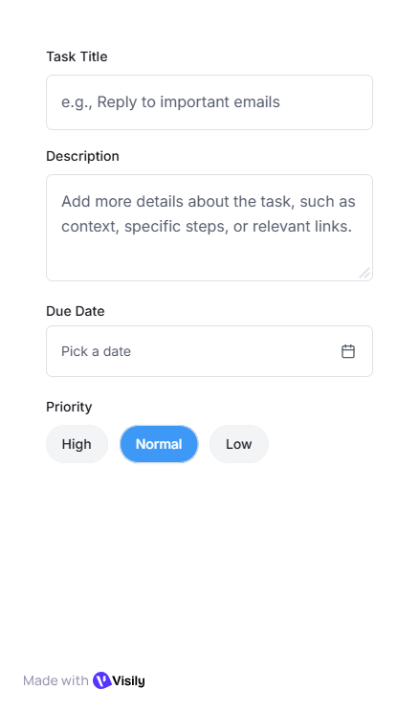 Task Title
e.g., Reply to important emails
Description
Add more details about the task, such as
context, specific steps, or relevant links.
Due Date
Pick a date
Priority
High Normal Low
Made with Visily